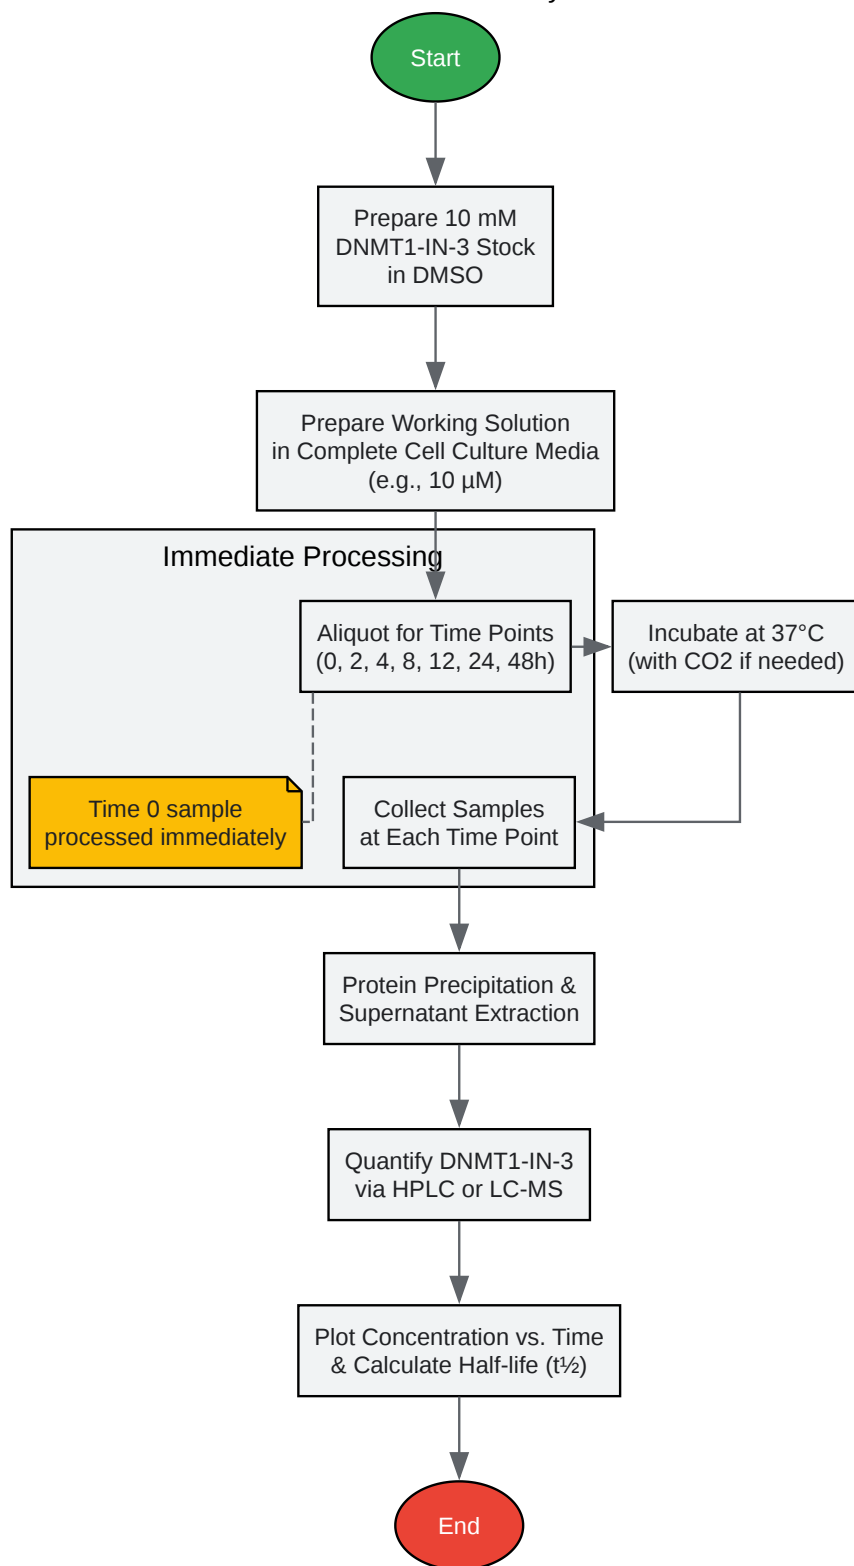 Start
Prepare 10 mM
DNMT1-IN-3 Stock
in DMSO
Prepare Working Solution
in Complete Cell Culture Media
(e.g., 10 µM)
Immediate Processing
Aliquot for Time Points
(0, 2, 4, 8, 12, 24, 48h)
Incubate at 37°C
(with CO2 if needed)
Time 0 sample
processed immediately
Collect Samples
at Each Time Point
Protein Precipitation &
Supernatant Extraction
Quantify DNMT1-IN-3
via HPLC or LC-MS
Plot Concentration vs. Time
& Calculate Half-life (t½)
End